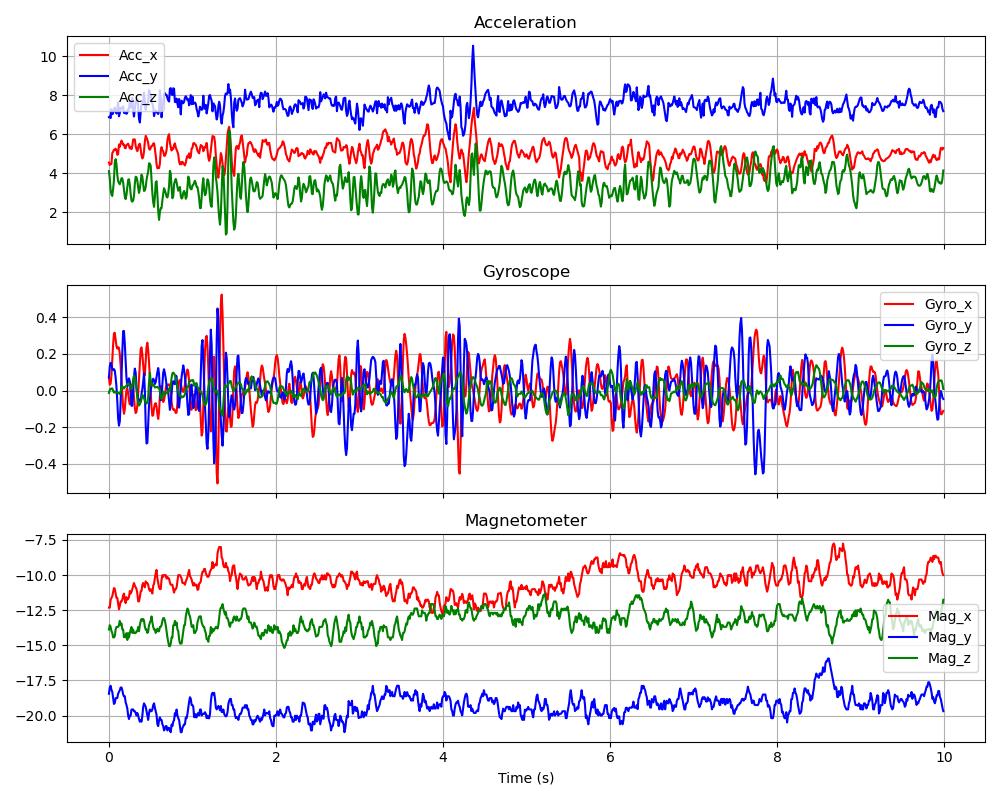 Acceleration
Acc_x
Acc_y
Acc_z
10
8
6
4
2
Gyroscope
Gyro_x
Gyro_y
Gyro_z
0.4
0.2
0.0
−0.2
−0.4
Magnetometer
−7.5
−10.0
−12.5
−15.0
−17.5
−20.0
Mag_x
Mag_y
Mag_z
0 2 4 6 8 10
Time (s)